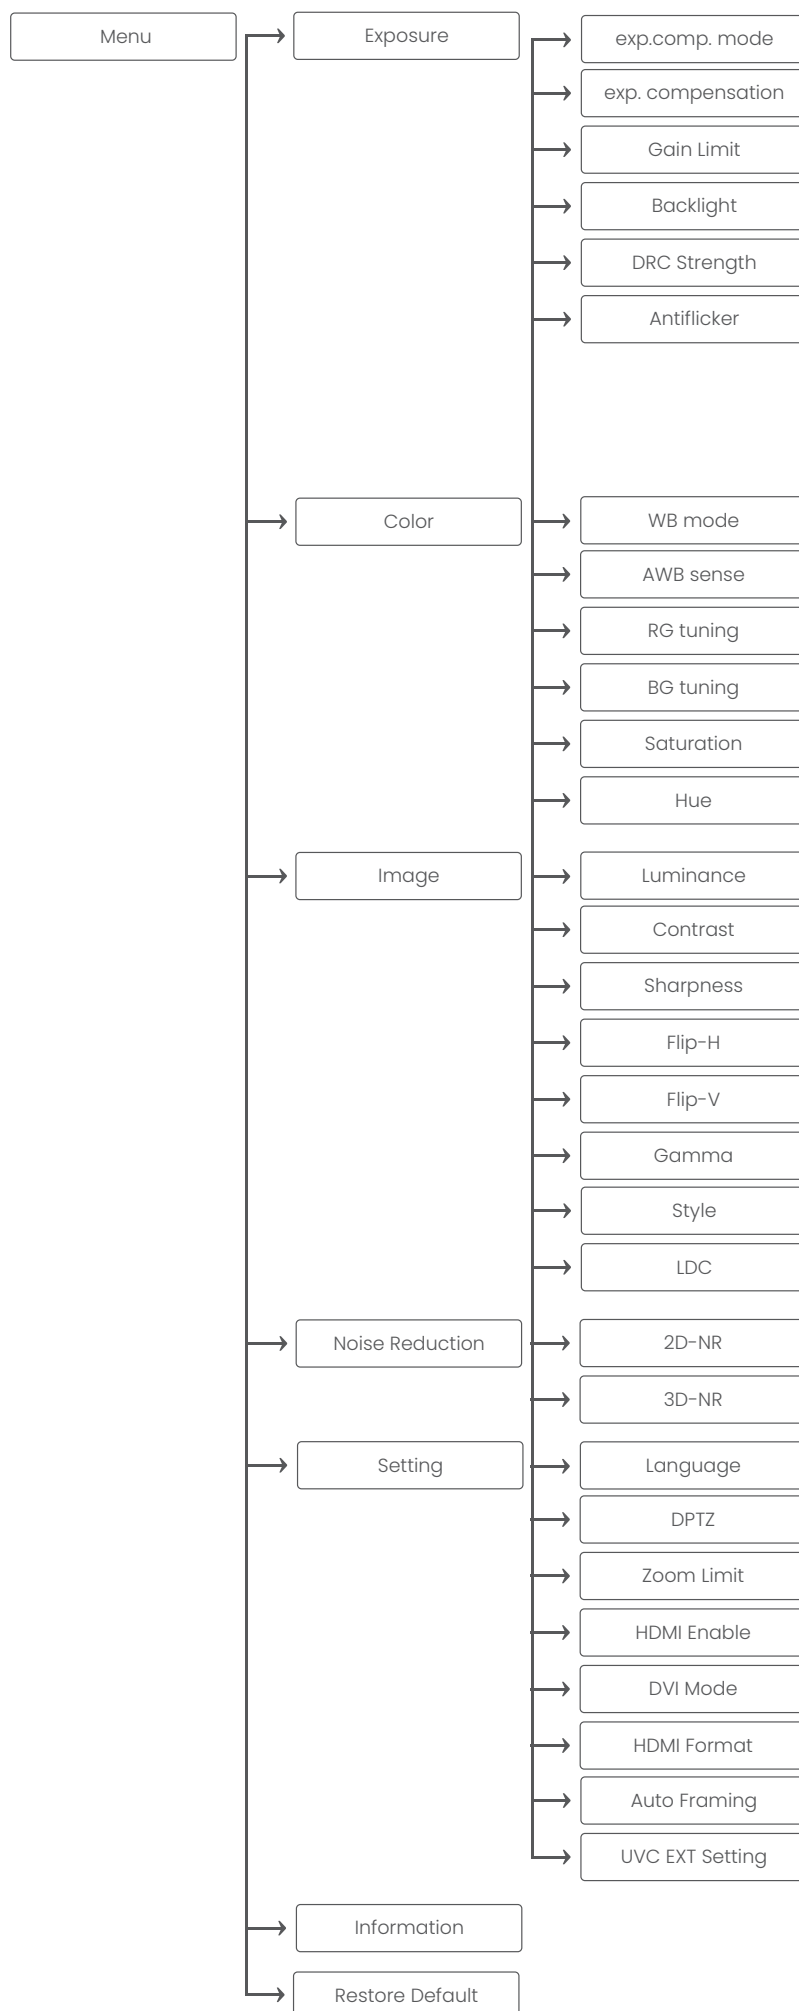 Menu
Exposure
exp.comp. mode
exp. compensation
Gain Limit
Backlight
DRC Strength
Antiflicker
Color
WB mode
AWB sense
RG tuning
BG tuning
Saturation
Hue
Image
Luminance
Contrast
Sharpness
Flip-H
Flip-V
Gamma
Style
LDC
Noise Reduction
2D-NR
3D-NR
Setting
Language
DPTZ
Zoom Limit
HDMI Enable
DVI Mode
HDMI Format
Auto Framing
UVC EXT Setting
Information
Restore Default